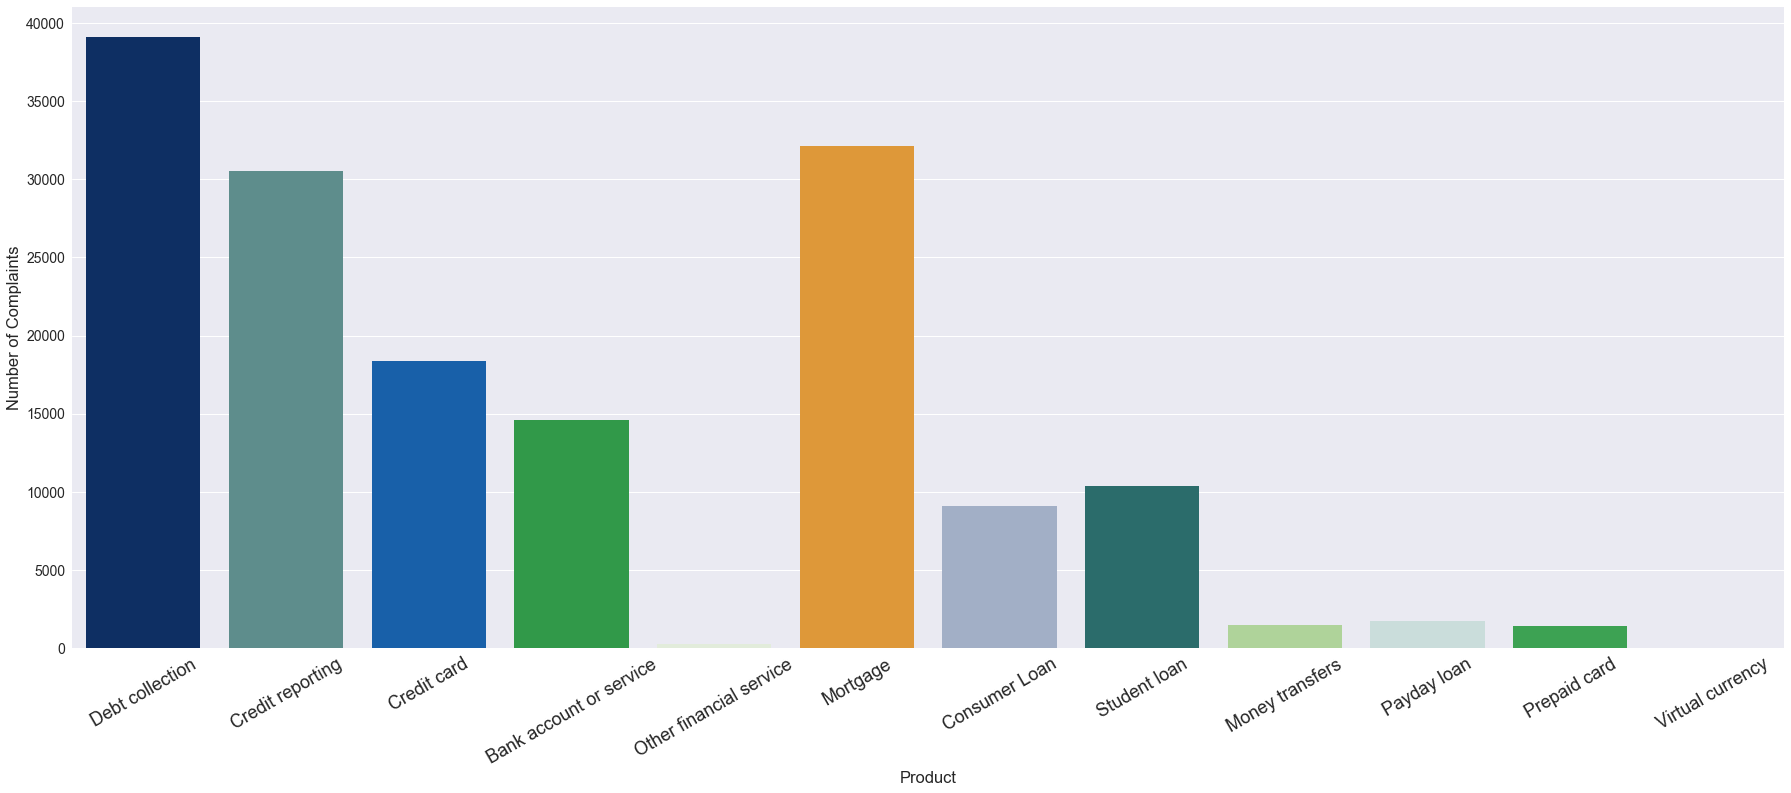 40000
35000
30000
25000
20000
15000
10000
5000
0
Number of Complaints
Debt collection
Credit reporting
Credit card
Bank account or service
Other financial service
Mortgage
Consumer Loan
Student loan
Money transfers
Payday loan
Prepaid card
Virtual currency
Product